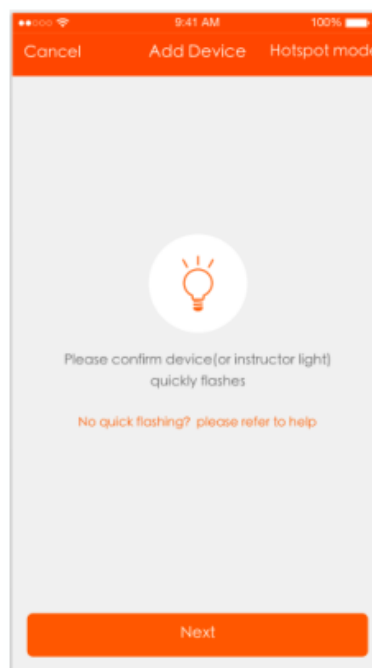 9:41 AM
100%
Cancel
Add Device
Hotspot mode
Please confirm device(or instructor light)
quickly flashes
No quick flashing? please refer to help
Next